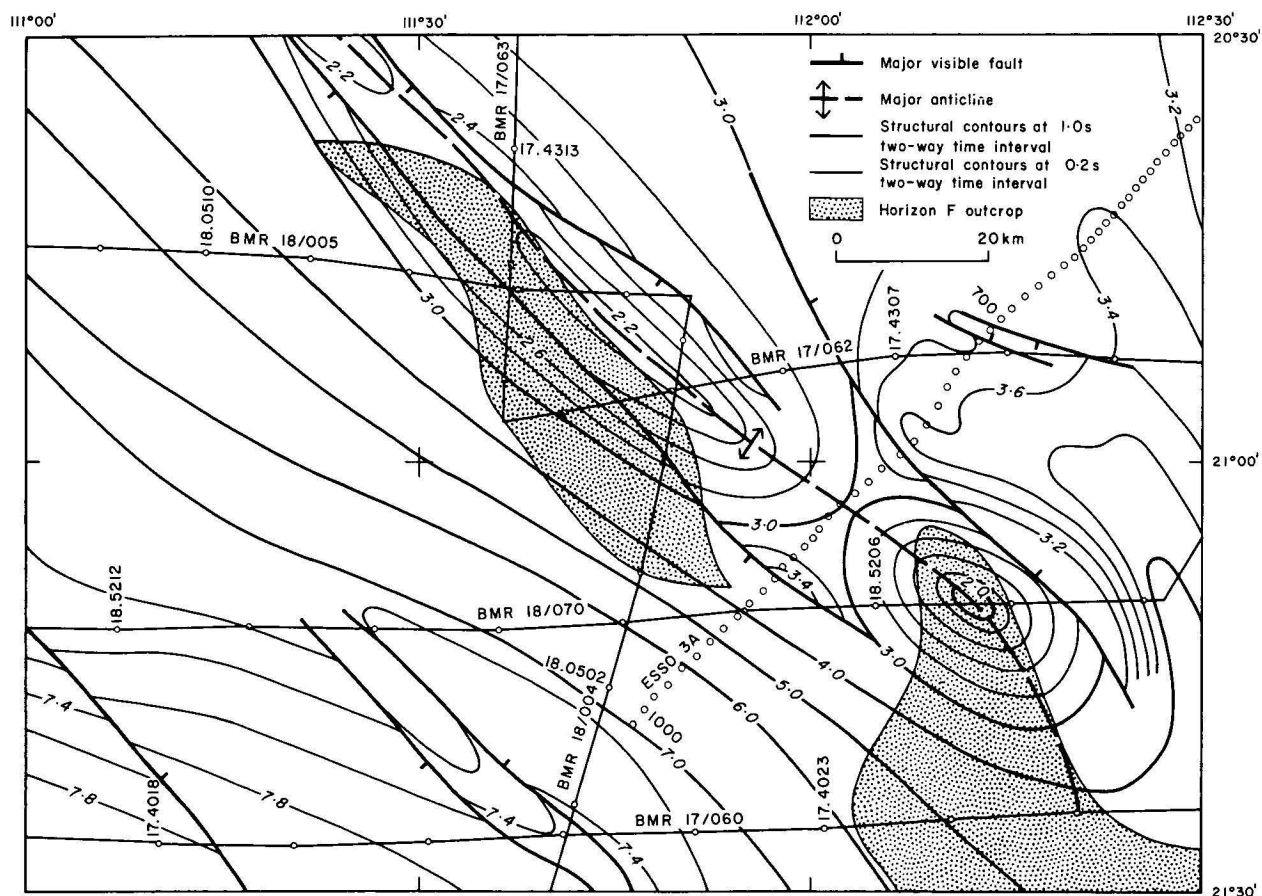 111°00'
111°30'
112°00'
112°30'
20°30'
2.2
BMR 17/063
3.0
3.2
2.4
17.4313
Major visible fault
Major anticline
Structural contours at 1·0s
two-way time interval
Structural contours at 0·2s
two-way time interval
Horizon F outcrop
0 20km
18.0510
BMR 18/005
3.0
2.2
2.6
3.4
700
17.4307
BMR 17/062
3.6
21°00'
3.0
3.2
3.4
18.5206
2.0
18.5212
BMR 18/070
3.0
4.0
5.0
6.0
7.0
18.0502
ESSO 3A
1000
BMR 18/004
7.4
7.8
17.4018
7.8
7.4
7.4
BMR 17/060
17.4023
21°30'